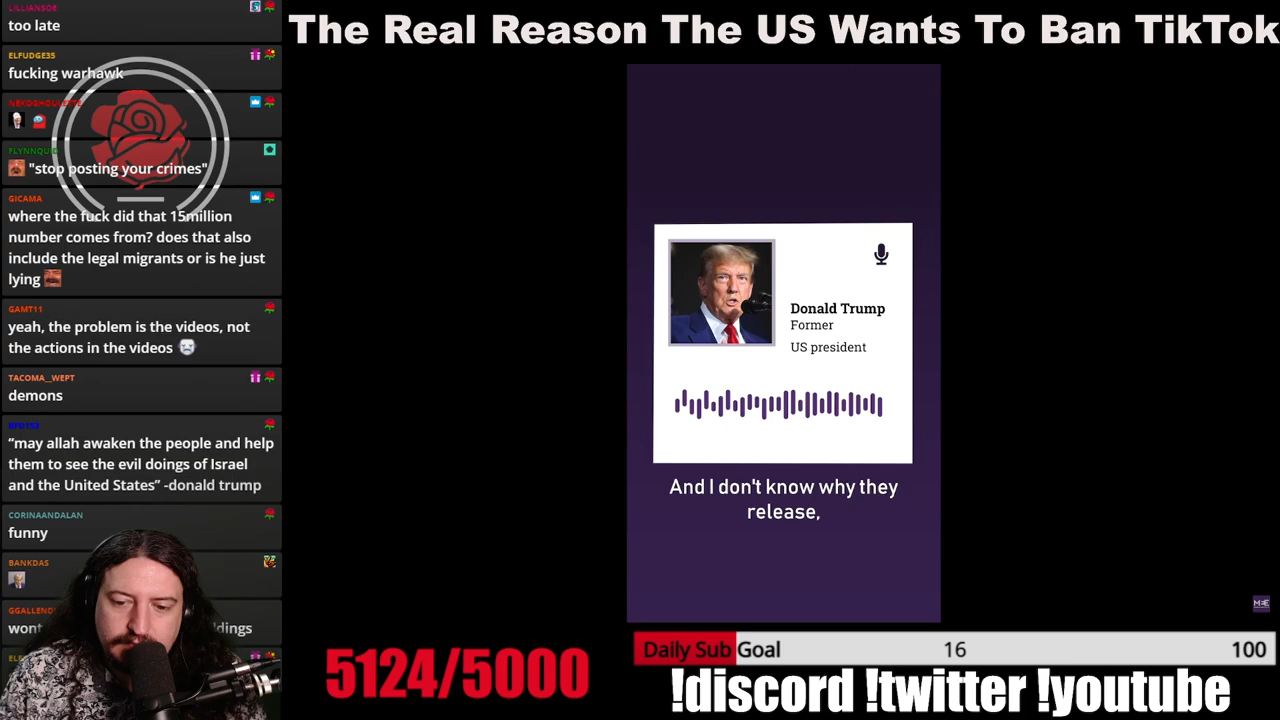 LILLIANSOE
too late
ELFUDGE35
fucking warhawk
"stop posting your crimes"
GICAMA
where the fuck did that 15million
number comes from? does that also
include the legal migrants or is he just
lying
GAMT11
yeah, the problem is the videos, not
the actions in the videos
TACOMA__WEPT
demons
“may allah awaken the people and help
them to see the evil doings of Israel
and the United States” -donald trump
CORINAANDALAN
funny
BANKDAS
The Real Reason The US Wants To Ban TikTok
Donald Trump
Former
US president
And I don't know why they
release,
MEE
Daily Sub Goal 16 100
5124/5000
!discord !twitter !youtube